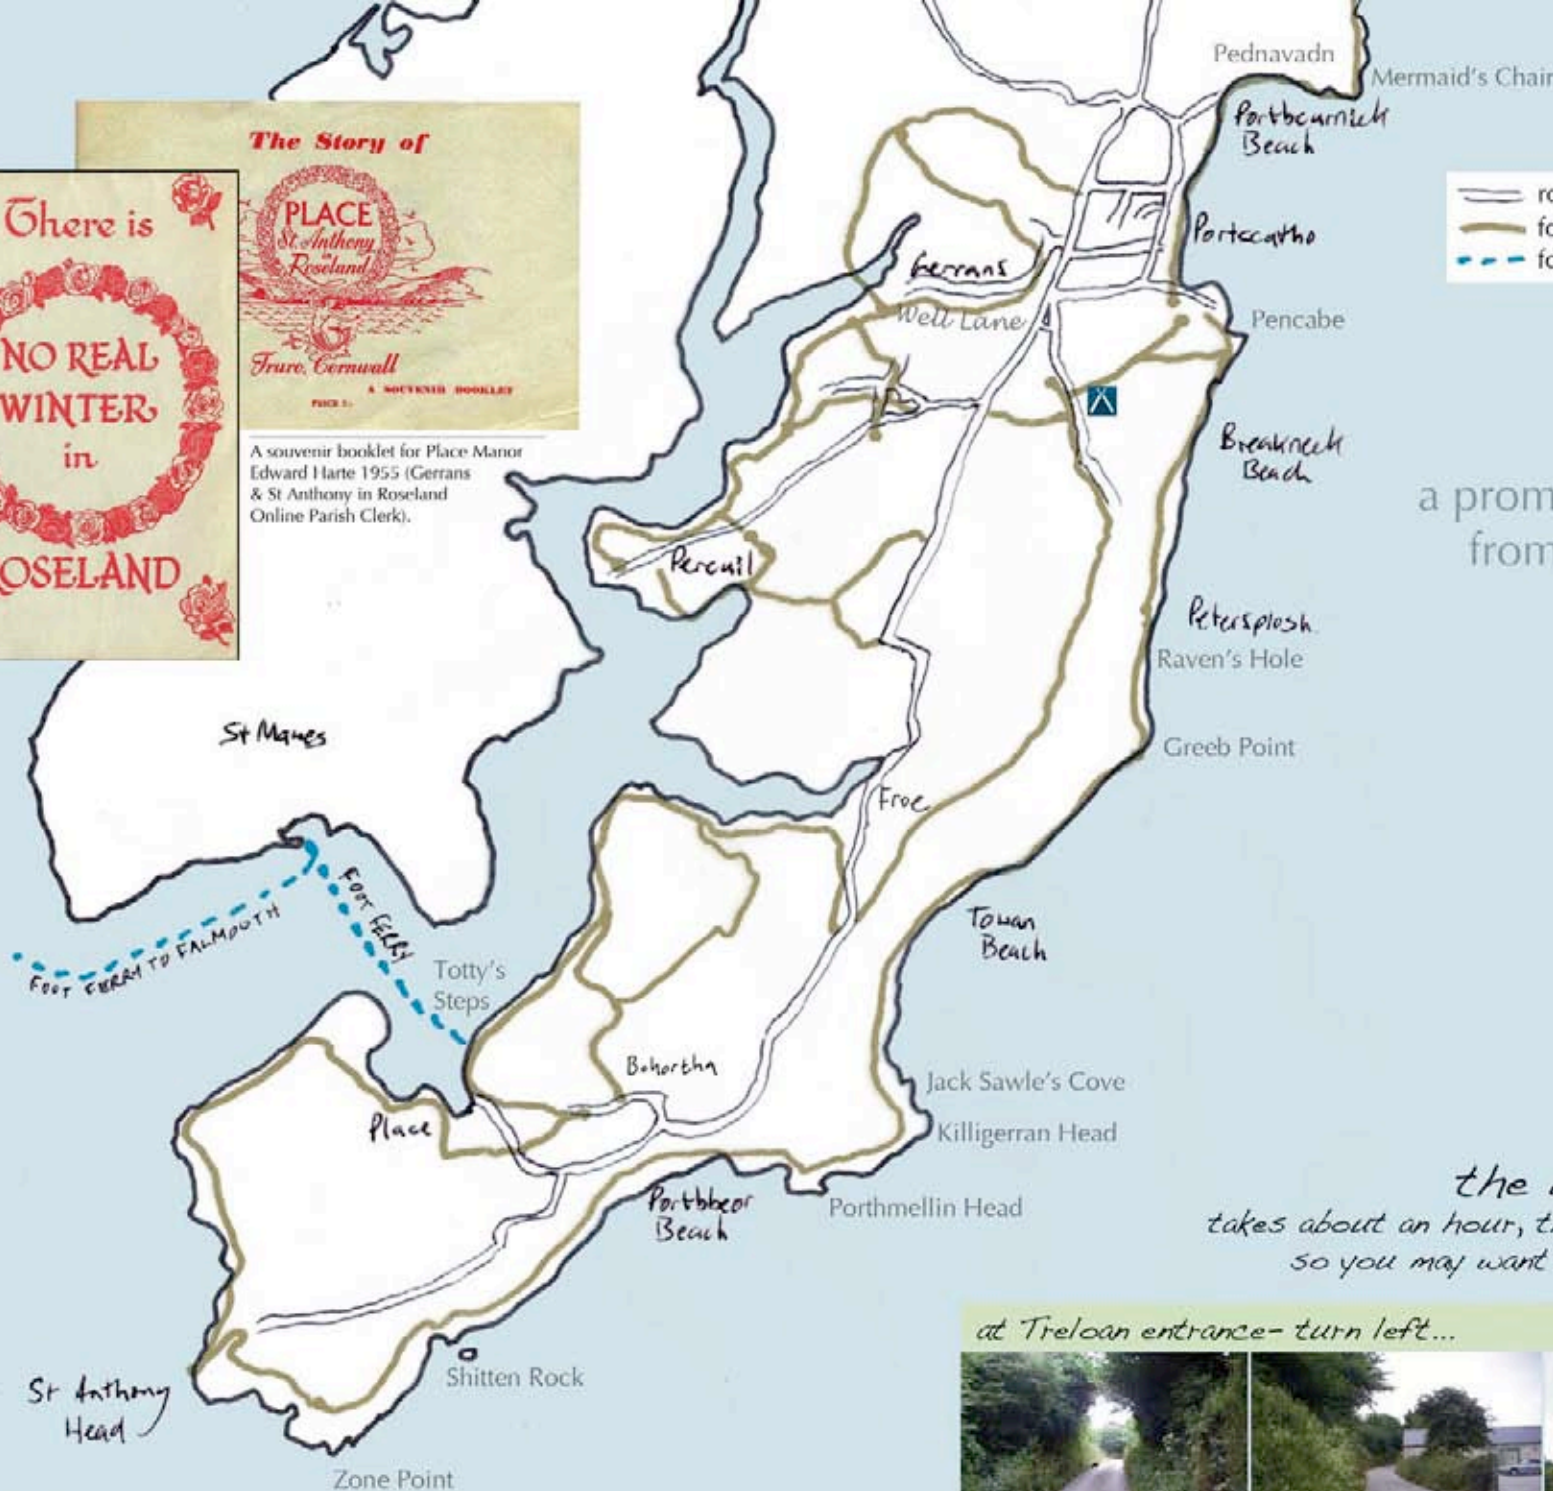 Pednavadn
Mermaid's Chair
Portbcurnick
Beach
The Story of
PLACE
St. Anthony
in
Roseland
Truro, Cornwall
A SOUVENIR BOOKLET
There is
NO REAL
WINTER
in
ROSELAND
A souvenir booklet for Place Manor
Edward Harte 1955 (Gerrans
& St Anthony in Roseland
Online Parish Clerk).
Portscatho
Gerrans
Well Lane
Pencabe
Breakneck
Beach
a prom
from
Percuil
Petersplosh
Raven's Hole
Greeb Point
St Mawes
Froe
FOOT FERRY
FOOT FERRY TO FALMOUTH
Totty's
Steps
Towan
Beach
Bohortha
Jack Sawle's Cove
Killigerran Head
Place
Porthbeor
Beach
Porthmellin Head
the
takes about an hour, t
so you may want
at Treloan entrance- turn left...
Shitten Rock
St Anthony
Head
Zone Point